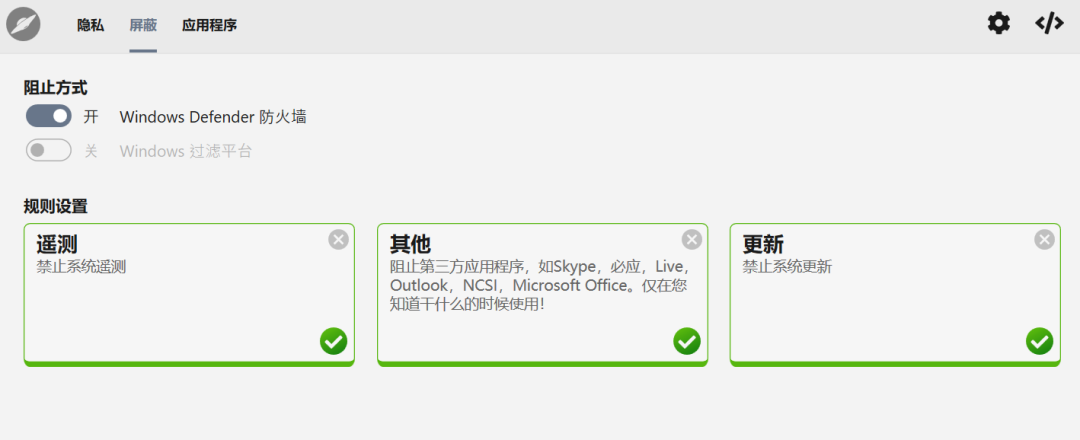 隐私 屏蔽 应用程序
阻止方式
开 Windows Defender 防火墙
关 Windows 过滤平台
规则设置
遥测
禁止系统遥测
其他
阻止第三方应用程序，如Skype，必应，Live，
Outlook，NCSI，Microsoft Office。仅在您
知道干什么的时候使用！
更新
禁止系统更新